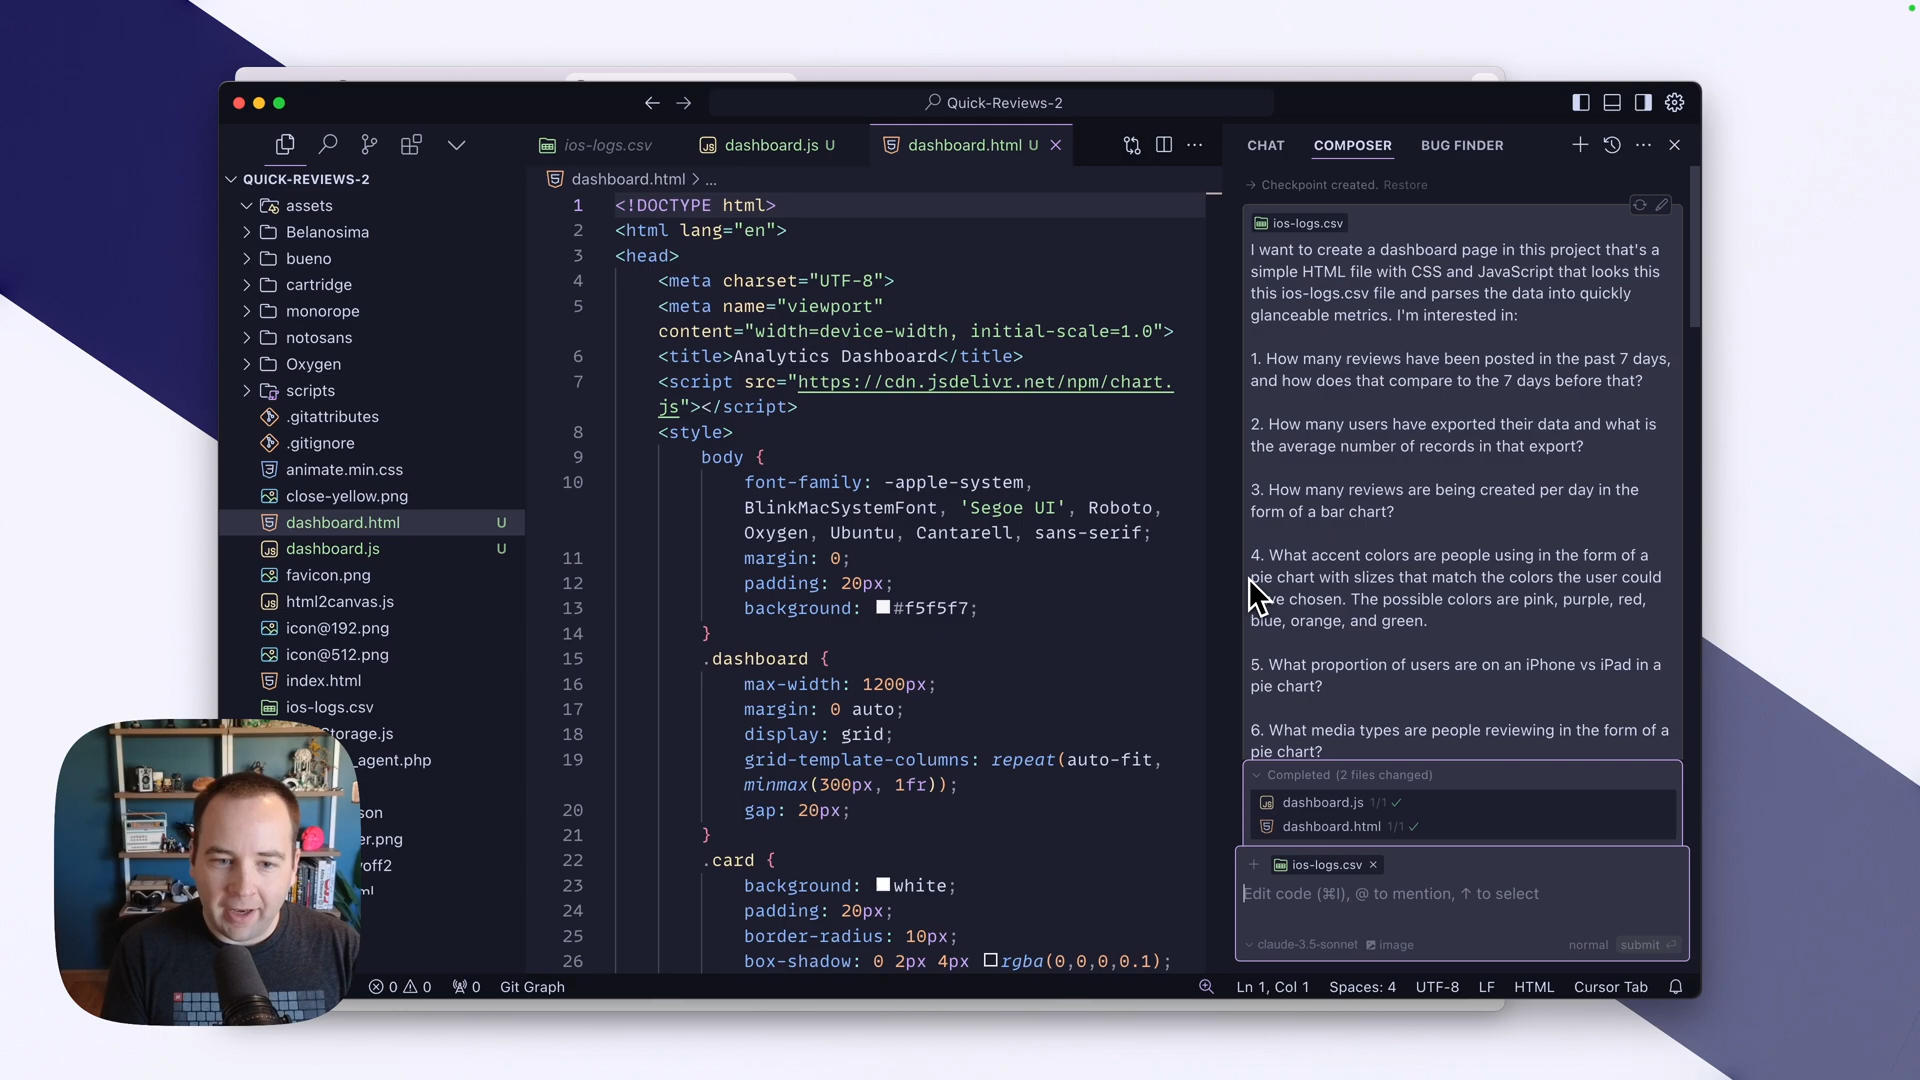 Quick-Reviews-2
ios-logs.csv
dashboard.js U
dashboard.html U
CHAT
COMPOSER
BUG FINDER
QUICK-REVIEWS-2
assets
Belanosima
bueno
cartridge
monorope
notosans
Oxygen
scripts
.gitattributes
.gitignore
animate.min.css
close-yellow.png
dashboard.html U
dashboard.js U
favicon.png
html2canvas.js
icon@192.png
icon@512.png
index.html
ios-logs.csv
Storage.js
_agent.php
dashboard.html > ...
1 <!DOCTYPE html>
2 <html lang="en">
3 <head>
4 <meta charset="UTF-8">
5 <meta name="viewport"
content="width=device-width, initial-scale=1.0">
6 <title>Analytics Dashboard</title>
7 <script src="https://cdn.jsdelivr.net/npm/chart.
js"></script>
8 <style>
9 body {
10 font-family: -apple-system,
BlinkMacSystemFont, 'Segoe UI', Roboto,
Oxygen, Ubuntu, Cantarell, sans-serif;
11 margin: 0;
12 padding: 20px;
13 background: #f5f5f7;
14 }
15 .dashboard {
16 max-width: 1200px;
17 margin: 0 auto;
18 display: grid;
19 grid-template-columns: repeat(auto-fit,
minmax(300px, 1fr));
20 gap: 20px;
21 }
22 .card {
23 background: white;
24 padding: 20px;
25 border-radius: 10px;
26 box-shadow: 0 2px 4px rgba(0,0,0,0.1);
Checkpoint created. Restore
ios-logs.csv
I want to create a dashboard page in this project that's a
simple HTML file with CSS and JavaScript that looks this
this ios-logs.csv file and parses the data into quickly
glanceable metrics. I'm interested in:
1. How many reviews have been posted in the past 7 days,
and how does that compare to the 7 days before that?
2. How many users have exported their data and what is
the average number of records in that export?
3. How many reviews are being created per day in the
form of a bar chart?
4. What accent colors are people using in the form of a
pie chart with slizes that match the colors the user could
chosen. The possible colors are pink, purple, red,
blue, orange, and green.
5. What proportion of users are on an iPhone vs iPad in a
pie chart?
6. What media types are people reviewing in the form of a
pie chart?
Completed (2 files changed)
dashboard.js 1/1
dashboard.html 1/1
ios-logs.csv
Edit code (⌘I), @ to mention, ↑ to select
claude-3.5-sonnet image
normal submit
0 0
0
Git Graph
Ln 1, Col 1
Spaces: 4
UTF-8
LF
HTML
Cursor Tab